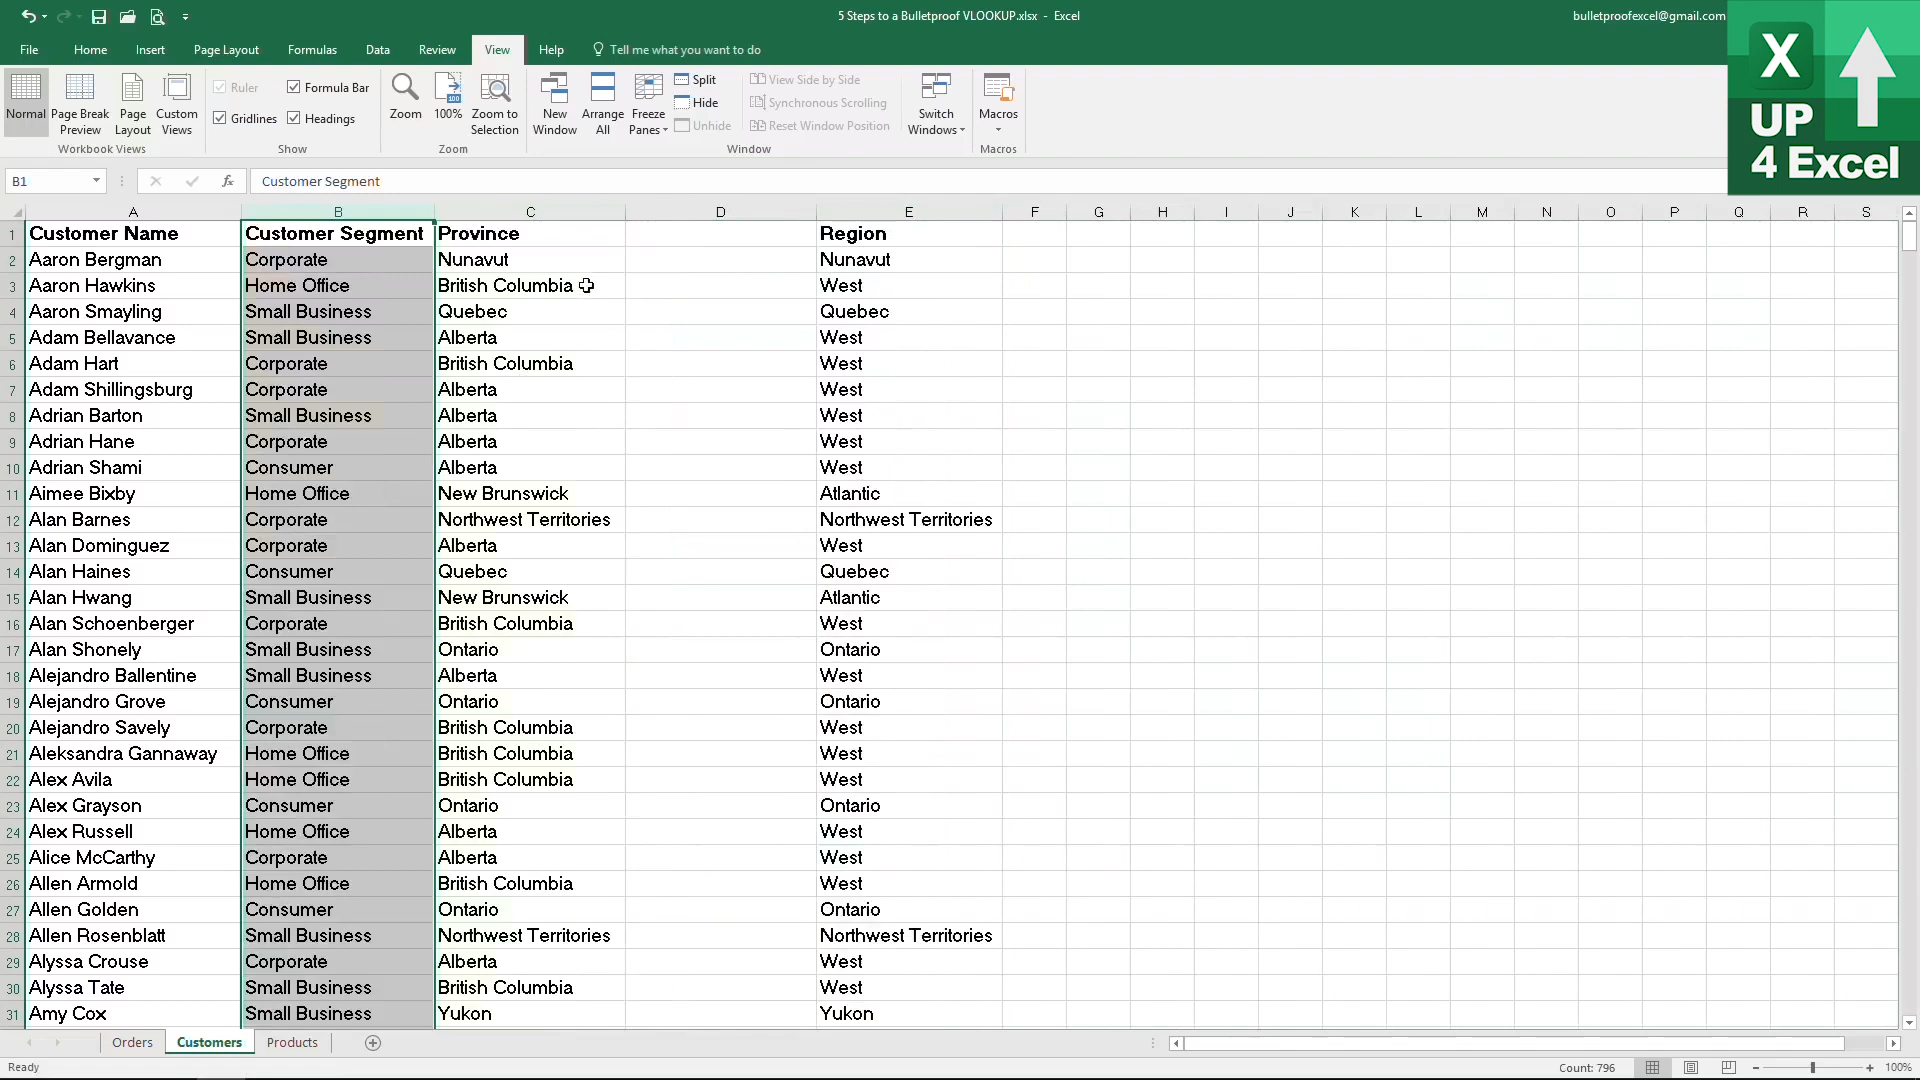 5 Steps to a Bulletproof VLOOKUP.xlsx - Excel
bulletproofexcel@gmail.com
File Home Insert Page Layout Formulas Data Review View Help Tell me what you want to do
Normal Page Break Preview Page Layout Custom Views
Workbook Views
Ruler Formula Bar
Gridlines Headings
Show
Zoom 100% Zoom to Selection
Zoom
New Window Arrange All Freeze Panes
Split
Hide
Unhide
View Side by Side
Synchronous Scrolling
Reset Window Position
Switch Windows
Window
Macros
Macros
X
UP
4 Excel
B1 fx Customer Segment
A B C D E F G H I J K L M N O P Q R S
1 Customer Name Customer Segment Province Region
2 Aaron Bergman Corporate Nunavut Nunavut
3 Aaron Hawkins Home Office British Columbia West
4 Aaron Smayling Small Business Quebec Quebec
5 Adam Bellavance Small Business Alberta West
6 Adam Hart Corporate British Columbia West
7 Adam Shillingsburg Corporate Alberta West
8 Adrian Barton Small Business Alberta West
9 Adrian Hane Corporate Alberta West
10 Adrian Shami Consumer Alberta West
11 Aimee Bixby Home Office New Brunswick Atlantic
12 Alan Barnes Corporate Northwest Territories Northwest Territories
13 Alan Dominguez Corporate Alberta West
14 Alan Haines Consumer Quebec Quebec
15 Alan Hwang Small Business New Brunswick Atlantic
16 Alan Schoenberger Corporate British Columbia West
17 Alan Shonely Small Business Ontario Ontario
18 Alejandro Ballentine Small Business Alberta West
19 Alejandro Grove Consumer Ontario Ontario
20 Alejandro Savely Corporate British Columbia West
21 Aleksandra Gannaway Home Office British Columbia West
22 Alex Avila Home Office British Columbia West
23 Alex Grayson Consumer Ontario Ontario
24 Alex Russell Home Office Alberta West
25 Alice McCarthy Corporate Alberta West
26 Allen Armold Home Office British Columbia West
27 Allen Golden Consumer Ontario Ontario
28 Allen Rosenblatt Small Business Northwest Territories Northwest Territories
29 Alyssa Crouse Corporate Alberta West
30 Alyssa Tate Small Business British Columbia West
31 Amy Cox Small Business Yukon Yukon
Orders Customers Products
Ready Count: 796 100%